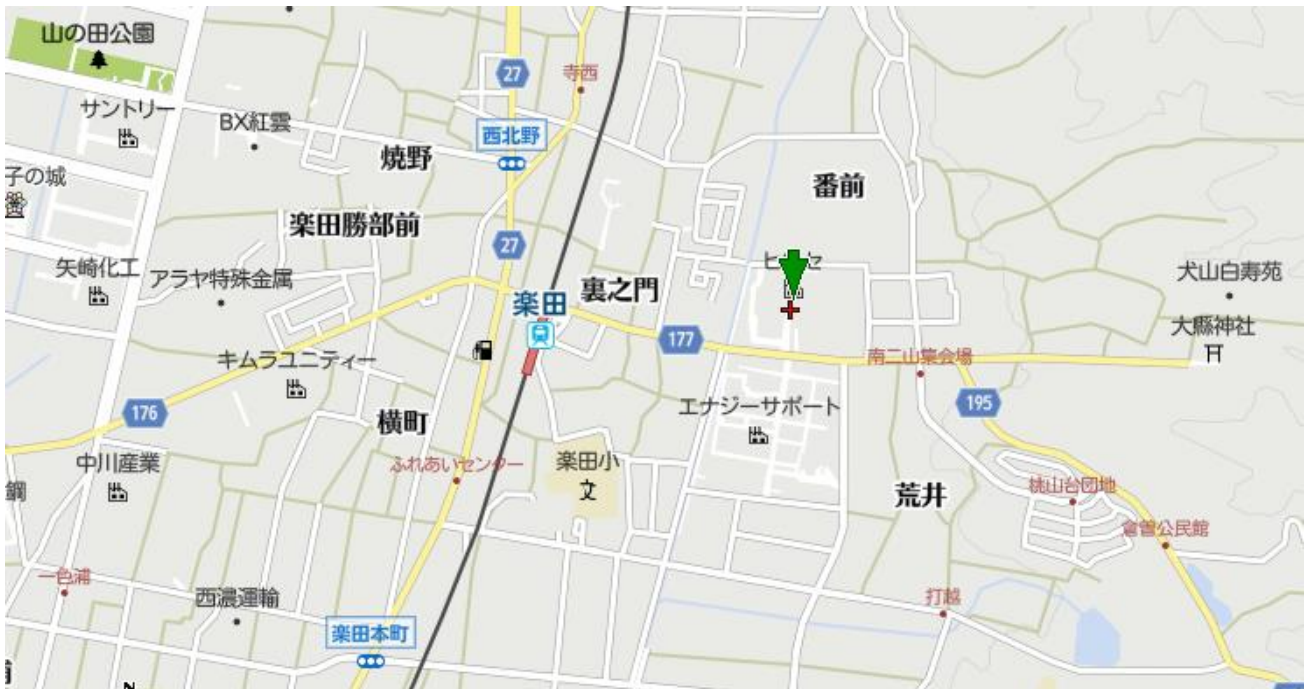 山の田公園
27
寺西
サントリー
BX紅雲
西北野
焼野
子の城
番前
楽田勝部前
27
矢崎化工
アラヤ特殊金属
裏之門
犬山白寿苑
楽田
大縣神社
177
南二山集会場
キムラユニティー
195
176
エナジーサポート
横町
中川産業
ふれあいセンター
楽田小
文
鋼
荒井
桃山台団地
倉曽公民館
一色浦
西濃運輸
打越
楽田本町